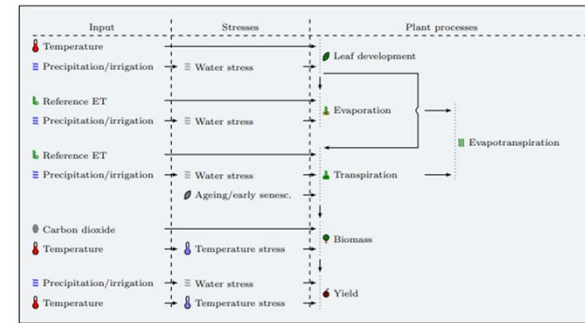 Input Stresses Plant processes
Temperature
Leaf development
Precipitation/irrigation Water stress
Reference ET
Evaporation
Precipitation/irrigation Water stress
Evapotranspiration
Reference ET
Precipitation/irrigation Water stress Transpiration
Ageing/early senesc.
Carbon dioxide
Biomass
Temperature Temperature stress
Precipitation/irrigation Water stress
Yield
Temperature Temperature stress